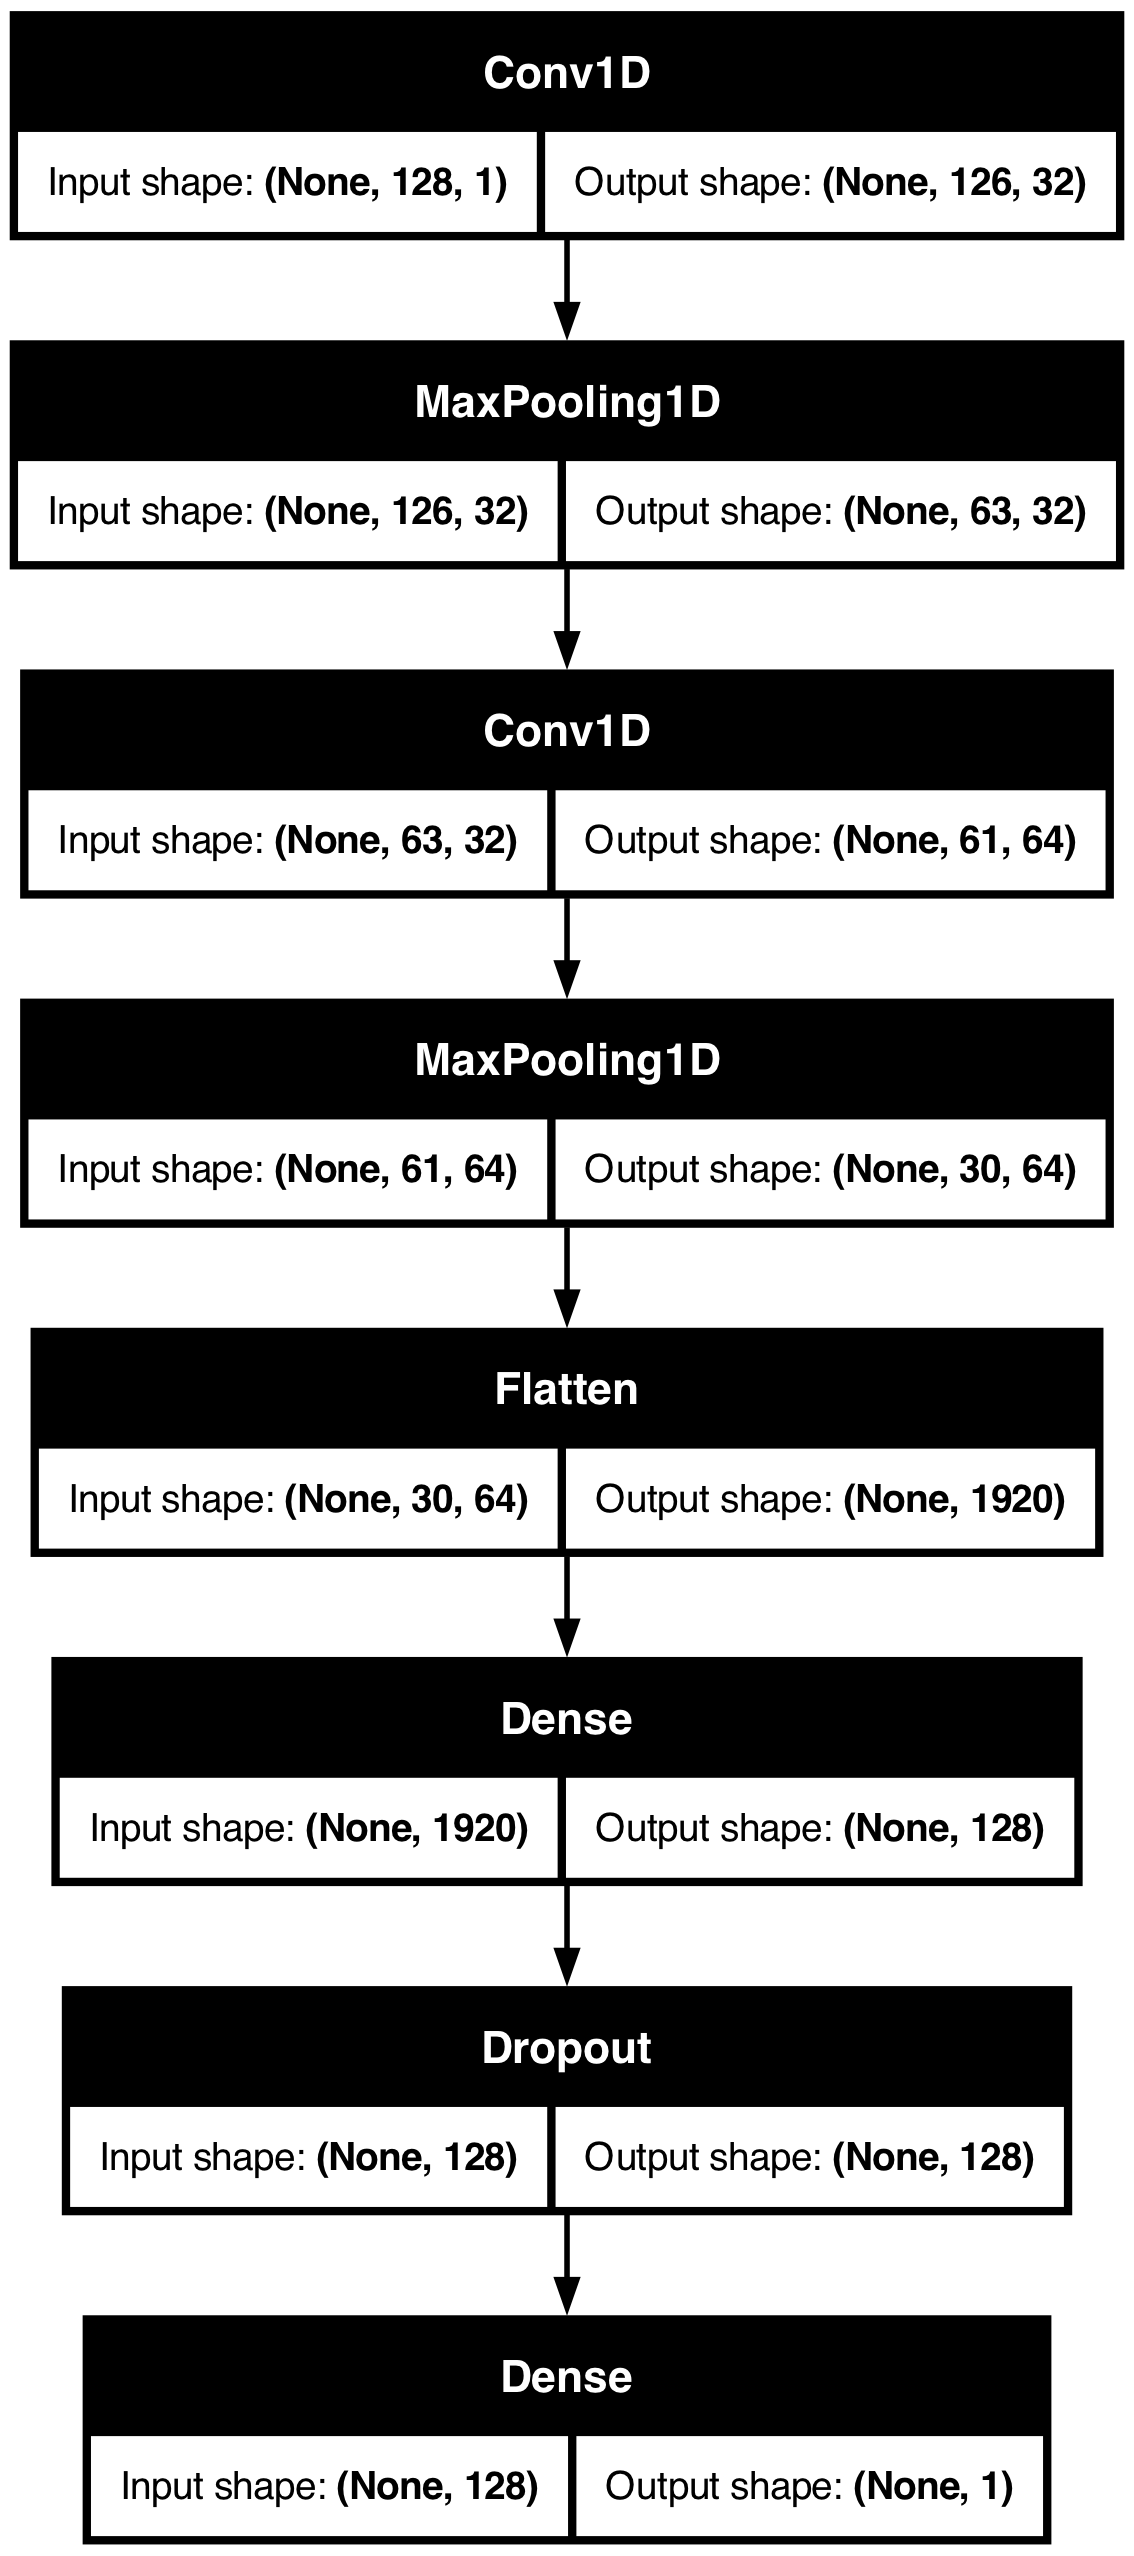 Conv1D
Input shape: (None, 128, 1) Output shape: (None, 126, 32)
MaxPooling1D
Input shape: (None, 126, 32) Output shape: (None, 63, 32)
Conv1D
Input shape: (None, 63, 32) Output shape: (None, 61, 64)
MaxPooling1D
Input shape: (None, 61, 64) Output shape: (None, 30, 64)
Flatten
Input shape: (None, 30, 64) Output shape: (None, 1920)
Dense
Input shape: (None, 1920) Output shape: (None, 128)
Dropout
Input shape: (None, 128) Output shape: (None, 128)
Dense
Input shape: (None, 128) Output shape: (None, 1)